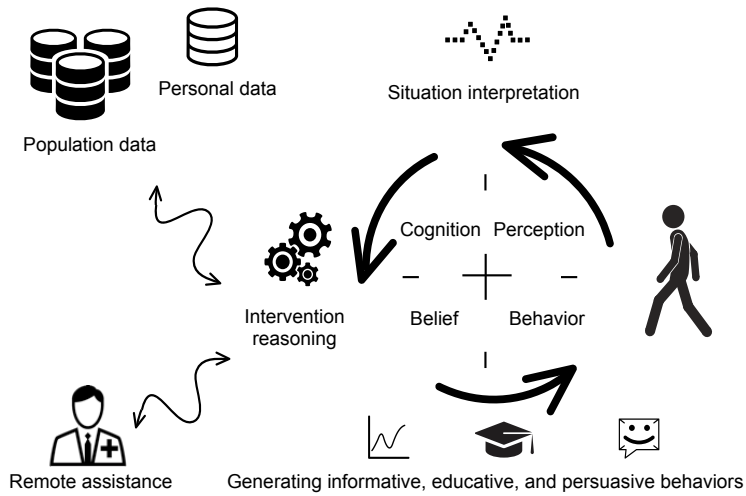 Personal data
Situation interpretation
Population data
Cognition Perception
Intervention
reasoning
Belief
Behavior
Remote assistance
Generating informative, educative, and persuasive behaviors